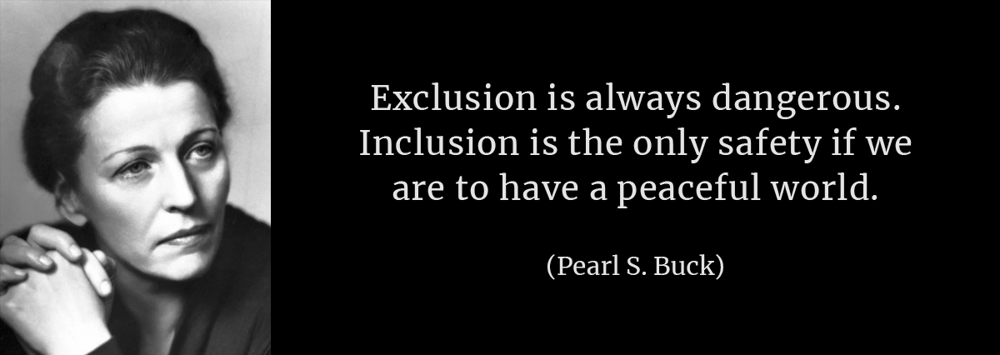 Exclusion is always dangerous.
Inclusion is the only safety if we
are to have a peaceful world.
(Pearl S. Buck)